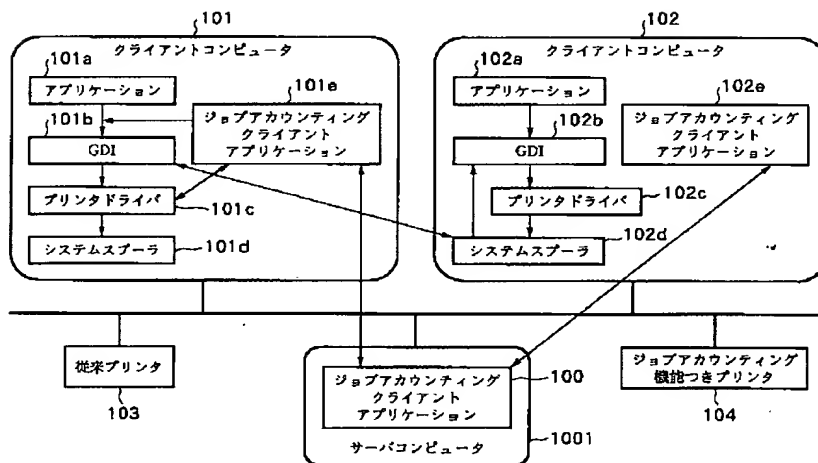 101
クライアントコンピュータ
101a
アプリケーション
101b
GDI
101e
ジョブアカウンティング
クライアント
アプリケーション
プリンタドライバ
101c
システムスプーラ
101d
102
クライアントコンピュータ
102a
アプリケーション
102b
GDI
102e
ジョブアカウンティング
クライアント
アプリケーション
プリンタドライバ
102c
システムスプーラ
102d
従来プリンタ
103
ジョブアカウンティング
クライアント
アプリケーション
100
サーバコンピュータ
1001
ジョブアカウンティング
機能つきプリンタ
104